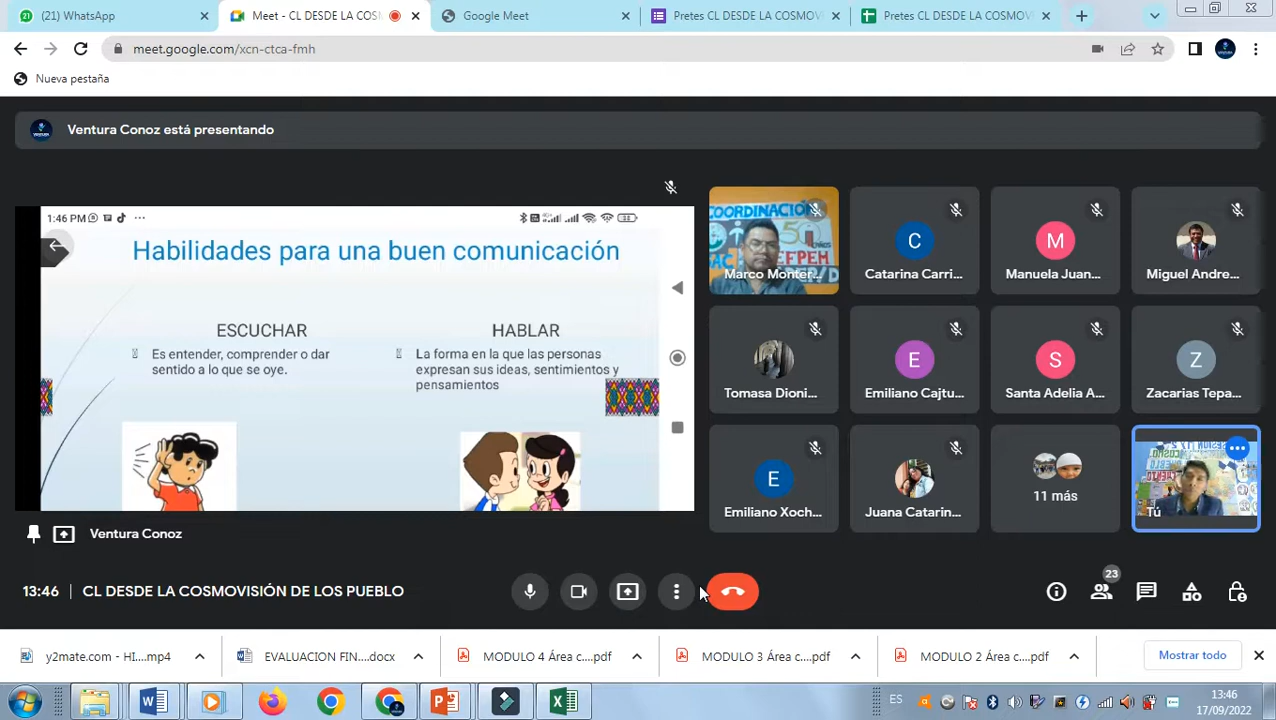 (21) WhatsApp
Meet - CL DESDE LA COSM
Google Meet
Pretes CL DESDE LA COSMOVI
Pretes CL DESDE LA COSMOVI
meet.google.com/xcn-ctca-fmh
Nueva pestaña
Ventura Conoz está presentando
1:46 PM
Habilidades para una buen comunicación
ESCUCHAR
Es entender, comprender o dar
sentido a lo que se oye.
HABLAR
La forma en la que las personas
expresan sus ideas, sentimientos y
pensamientos
COORDINACIÓN
Marco Monter...
C
Catarina Carri...
M
Manuela Juan...
Miguel Andre...
Tomasa Dioni...
E
Emiliano Cajtu...
S
Santa Adelia A...
Z
Zacarias Tepa...
E
Emiliano Xoch...
Juana Catarin...
11 más
Tú
Ventura Conoz
13:46
CL DESDE LA COSMOVISIÓN DE LOS PUEBLO
23
y2mate.com - HI....mp4
EVALUACION FIN....docx
MODULO 4 Área c....pdf
MODULO 3 Área c....pdf
MODULO 2 Área c....pdf
Mostrar todo
ES
13:46
17/09/2022